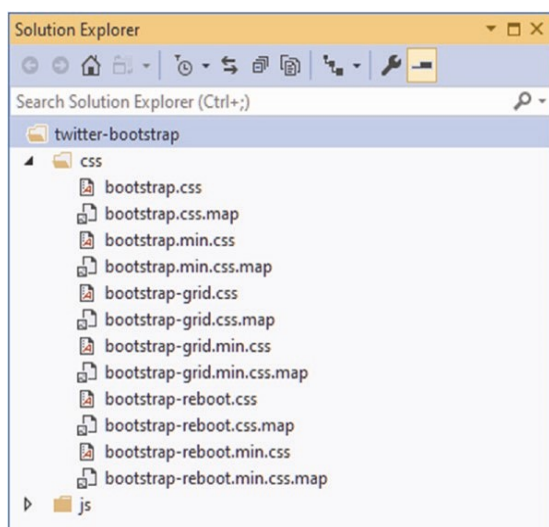 Solution Explorer
Search Solution Explorer (Ctrl+;)
twitter-bootstrap
css
bootstrap.css
bootstrap.css.map
bootstrap.min.css
bootstrap.min.css.map
bootstrap-grid.css
bootstrap-grid.css.map
bootstrap-grid.min.css
bootstrap-grid.min.css.map
bootstrap-reboot.css
bootstrap-reboot.css.map
bootstrap-reboot.min.css
bootstrap-reboot.min.css.map
js